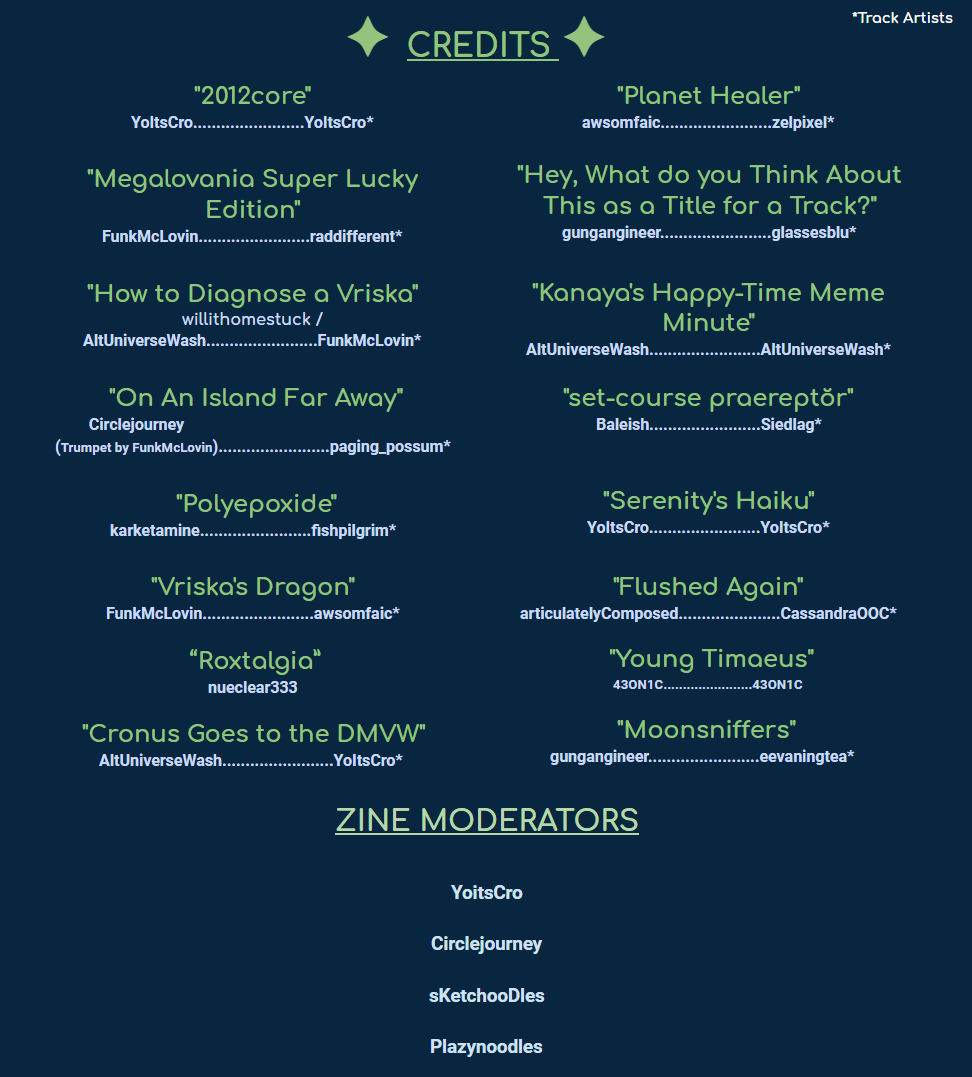 *Track Artists
CREDITS
"2012core"
YoItsCro........................YoItsCro*
"Megalovania Super Lucky
Edition"
FunkMcLovin........................raddifferent*
"How to Diagnose a Vriska"
willithomestuck /
AltUniverseWash........................FunkMcLovin*
"On An Island Far Away"
Circlejourney
(Trumpet by FunkMcLovin)........................paging_possum*
"Polyepoxide"
karketamine........................fishpilgrim*
"Vriska's Dragon"
FunkMcLovin........................awsomfaic*
“Roxtalgia“
nueclear333
"Cronus Goes to the DMVW"
AltUniverseWash........................YoItsCro*
"Planet Healer"
awsomfaic........................zelpixel*
"Hey, What do you Think About
This as a Title for a Track?"
gungangineer........................glassesblu*
"Kanaya's Happy-Time Meme
Minute"
AltUniverseWash........................AltUniverseWash*
"set-course praereptŏr"
Baleish........................Siedlag*
"Serenity's Haiku"
YoItsCro........................YoItsCro*
"Flushed Again"
articulatelyComposed......................CassandraOOC*
"Young Timaeus"
43ON1C........................43ON1C
"Moonsniffers"
gungangineer........................eevaningtea*
ZINE MODERATORS
YoitsCro
Circlejourney
sKetchooDles
Plazynoodles